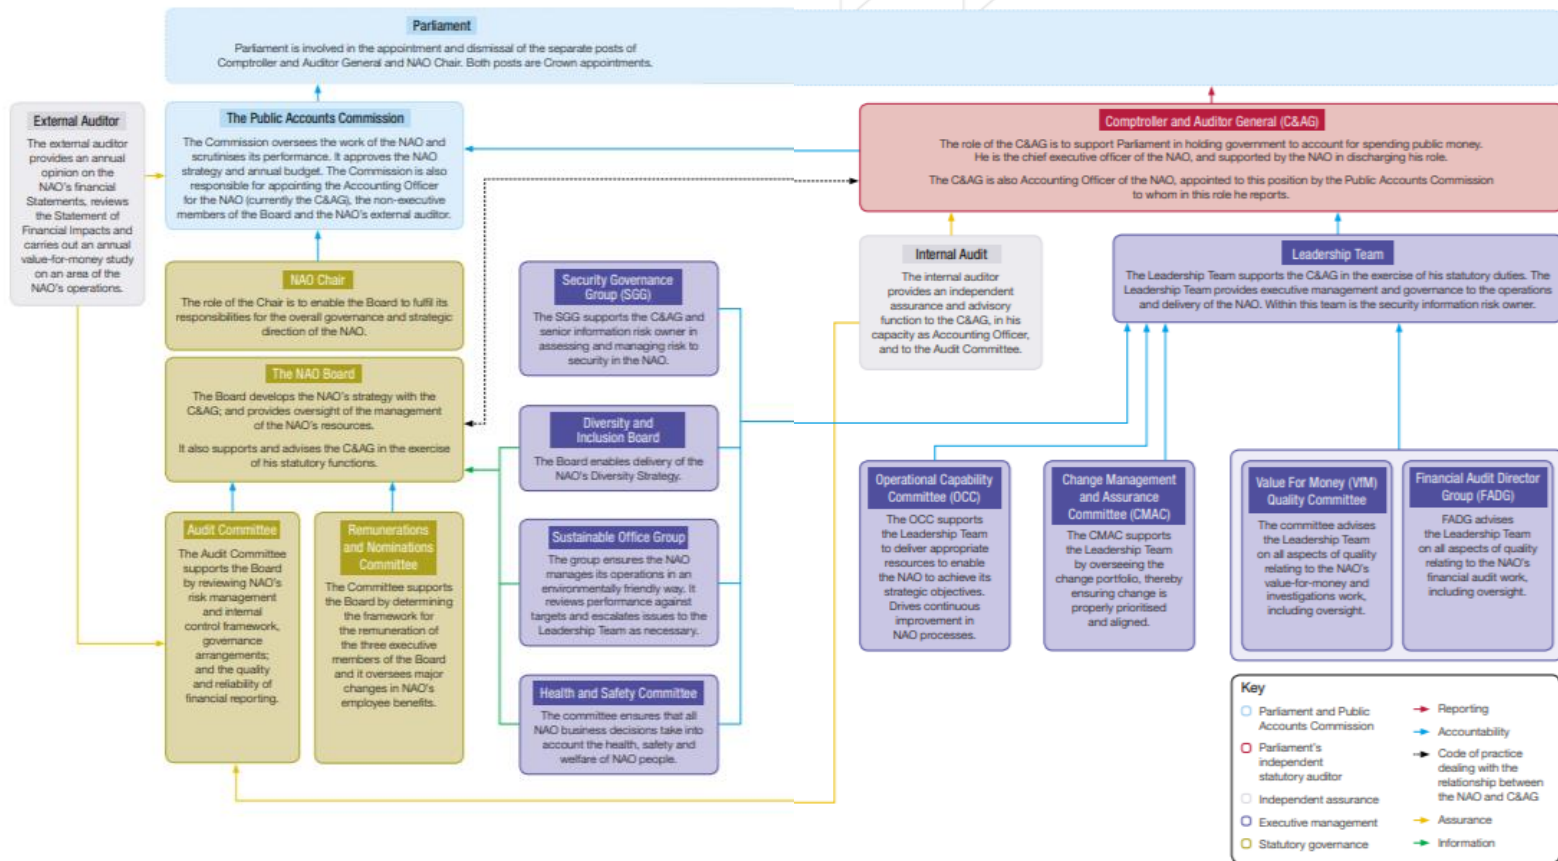 Parliament
Parliament is involved in the appointment and dismissal of the separate posts of
Comptroller and Auditor General and NAO Chair. Both posts are Crown appointments.
External Auditor
The external auditor
provides an annual
opinion on the
NAO's financial
Statements, reviews
the Statement of
Financial Impacts and
carries out an annual
value-for-money study
on an area of the
NAO's operations.
The Public Accounts Commission
The Commission oversees the work of the NAO and
scrutinises its performance. It approves the NAO
strategy and annual budget. The Commission is also
responsible for appointing the Accounting Officer
for the NAO (currently the C&AG), the non-executive
members of the Board and the NAO's external auditor.
Comptroller and Auditor General (C&AG)
The role of the C&AG is to support Parliament in holding government to account for spending public money.
He is the chief executive officer of the NAO, and supported by the NAO in discharging his role.
The C&AG is also Accounting Officer of the NAO, appointed to this position by the Public Accounts Commission
to whom in this role he reports.
NAO Chair
The role of the Chair is to enable the Board to fulfil its
responsibilities for the overall governance and strategic
direction of the NAO.
Security Governance
Group (SGG)
The SGG supports the C&AG and
senior information risk owner in
assessing and managing risk to
security in the NAO.
Internal Audit
The internal auditor
provides an independent
assurance and advisory
function to the C&AG, in his
capacity as Accounting Officer,
and to the Audit Committee.
Leadership Team
The Leadership Team supports the C&AG in the exercise of his statutory duties. The
Leadership Team provides executive management and governance to the operations
and delivery of the NAO. Within this team is the security information risk owner.
The NAO Board
The Board develops the NAO's strategy with the
C&AG; and provides oversight of the management
of the NAO's resources.
It also supports and advises the C&AG in the exercise
of his statutory functions.
Diversity and
Inclusion Board
The Board enables delivery of the
NAO's Diversity Strategy.
Audit Committee
The Audit Committee
supports the Board
by reviewing NAO's
risk management
and internal
control framework,
governance
arrangements;
and the quality
and reliability of
financial reporting.
Remunerations
and Nominations
Committee
The Committee supports
the Board by determining
the framework for
the remuneration of
the three executive
members of the Board
and it oversees major
changes in NAO's
employee benefits.
Sustainable Office Group
The group ensures the NAO
manages its operations in an
environmentally friendly way. It
reviews performance against
targets and escalates issues to the
Leadership Team as necessary.
Health and Safety Committee
The committee ensures that all
NAO business decisions take into
account the health, safety and
welfare of NAO people.
Operational Capability
Committee (OCC)
The OCC supports
the Leadership Team
to deliver appropriate
resources to enable
the NAO to achieve its
strategic objectives.
Drives continuous
improvement in
NAO processes.
Change Management
and Assurance
Committee (CMAC)
The CMAC supports
the Leadership Team
by overseeing the
change portfolio, thereby
ensuring change is
properly prioritised
and aligned.
Value For Money (VfM)
Quality Committee
The committee advises
the Leadership Team
on all aspects of quality
relating to the NAO's
value-for-money and
investigations work,
including oversight.
Financial Audit Director
Group (FADG)
FADG advises
the Leadership Team
on all aspects of quality
relating to the NAO's
financial audit work,
including oversight.
Key
Parliament and Public
Accounts Commission
Parliament's
independent
statutory auditor
Independent assurance
Executive management
Statutory governance
Reporting
Accountability
Code of practice
dealing with the
relationship between
the NAO and C&AG
Assurance
Information